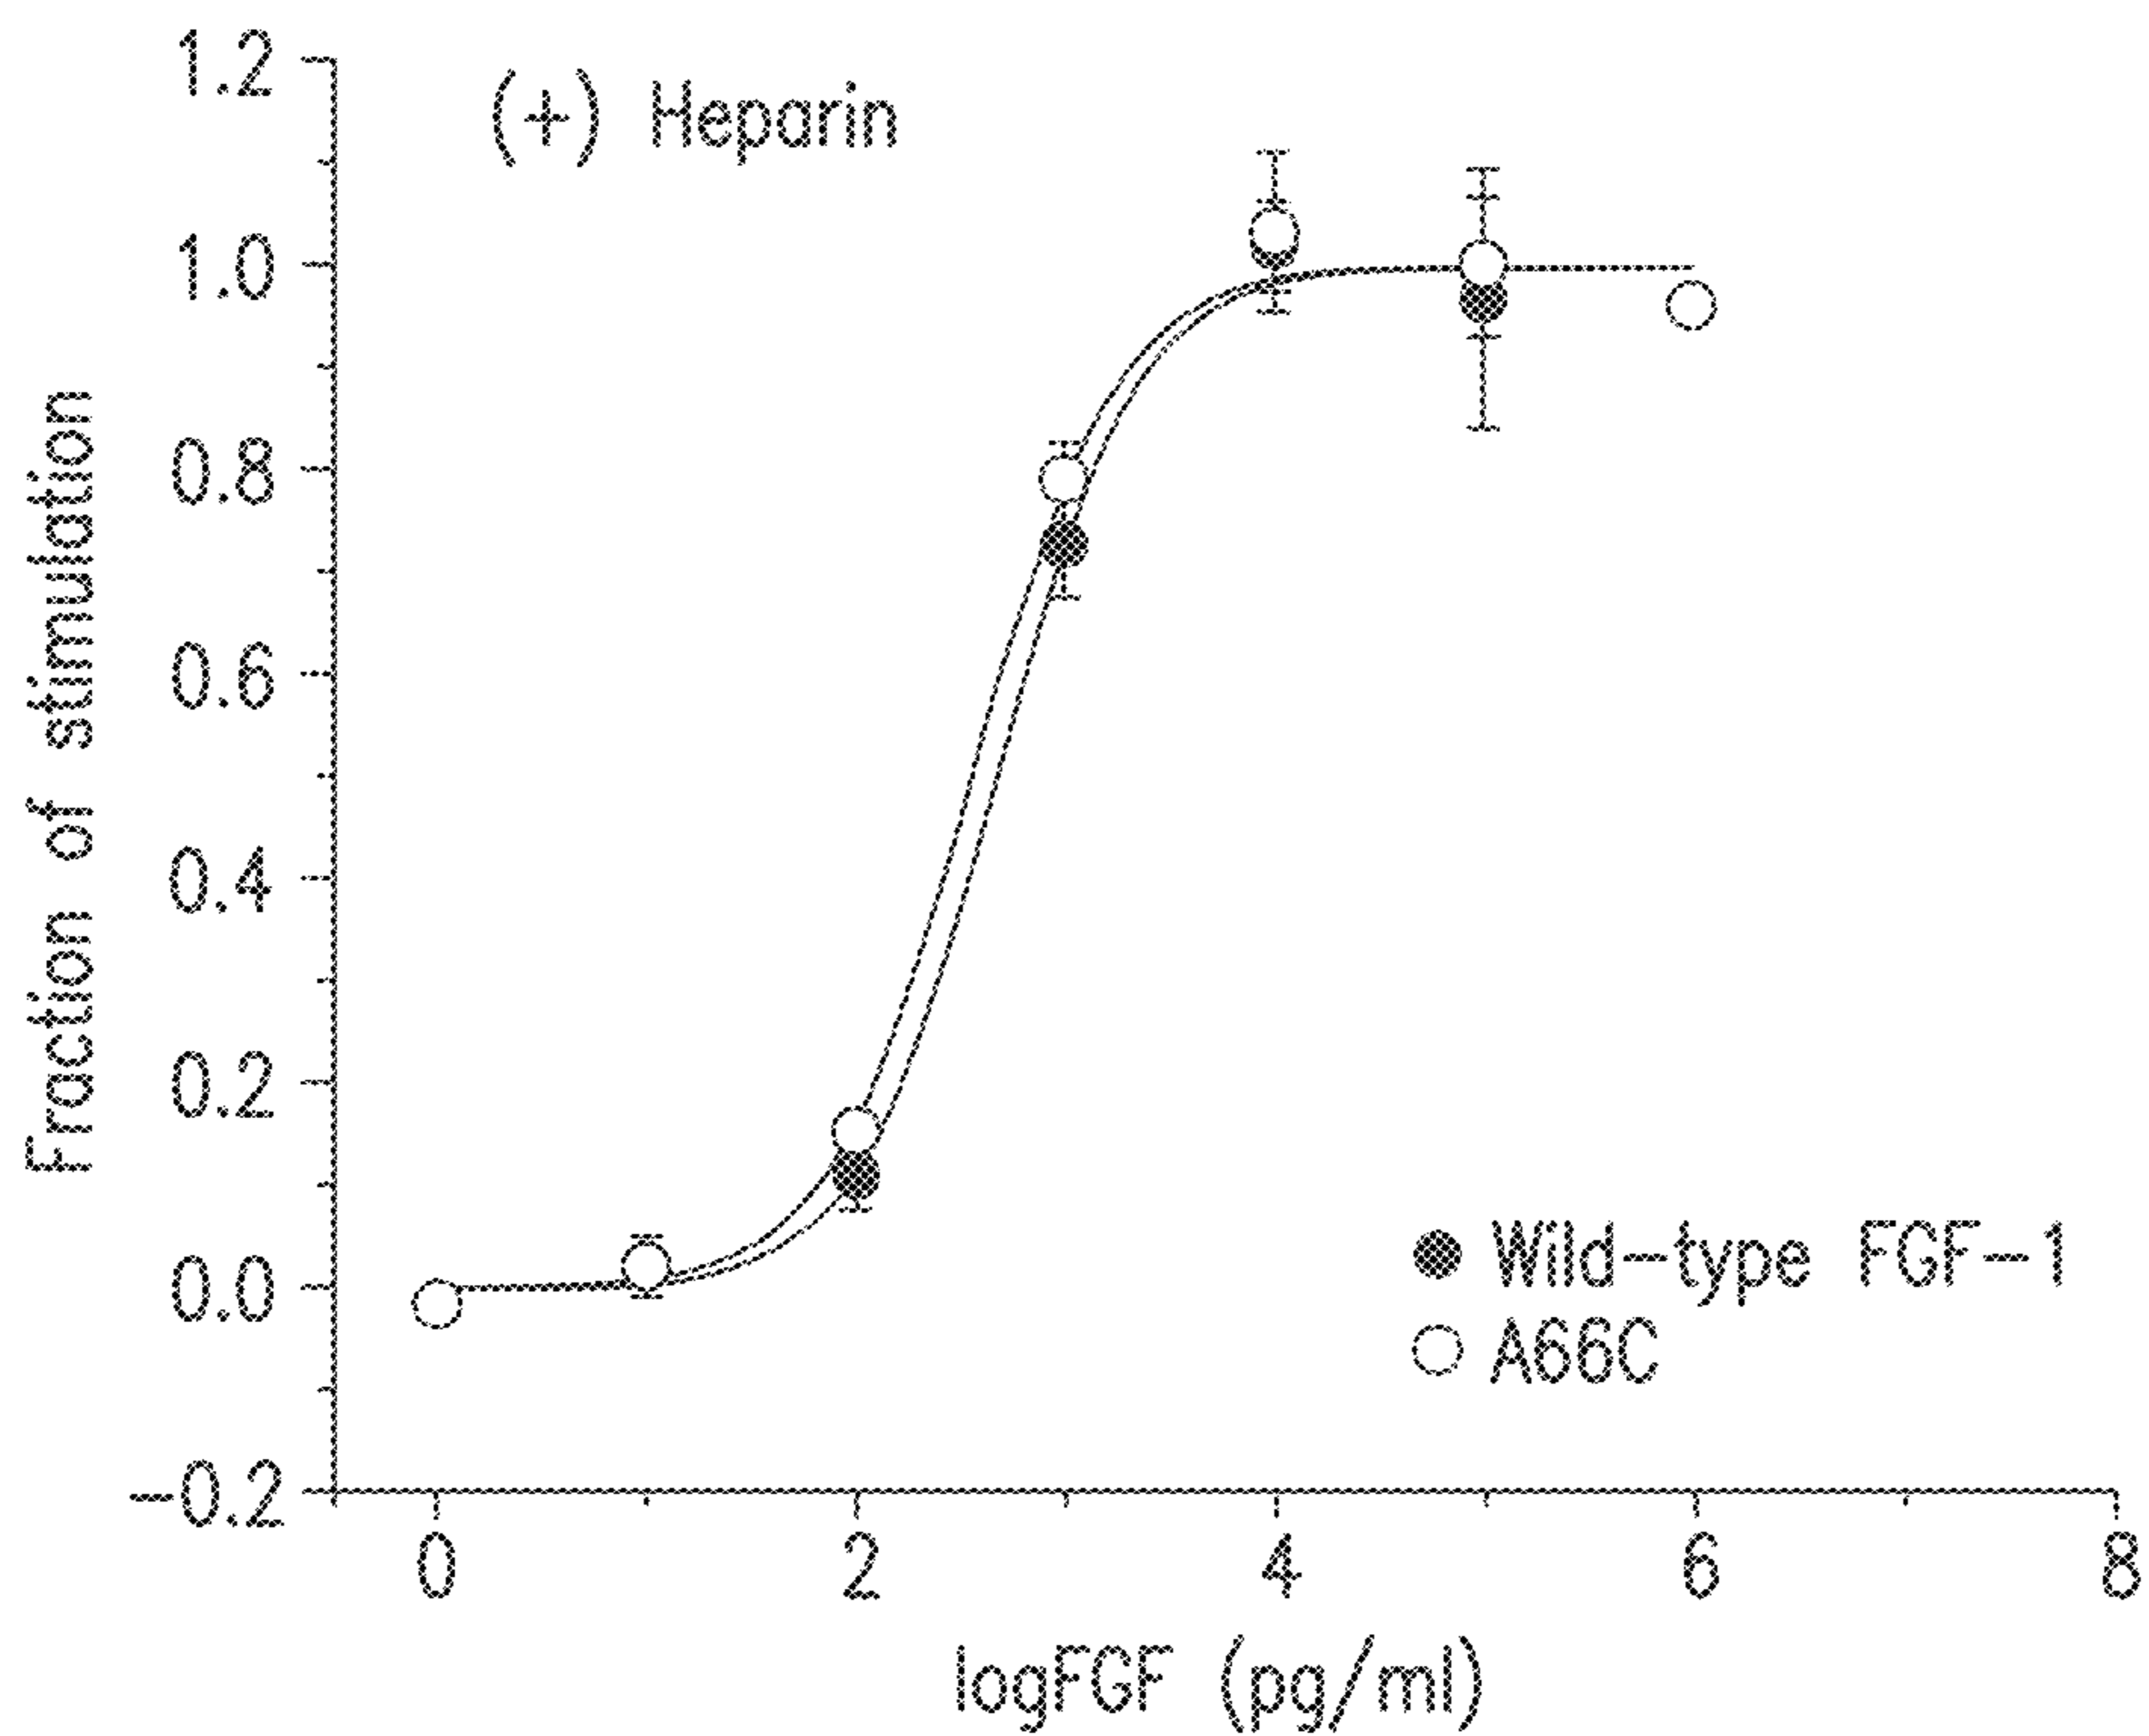 (+) Heparin
Fraction of stimulation
1.2
1.0
0.8
0.6
0.4
0.2
0.0
-0.2
Wild-type FGF-1
A66C
0 2 4 6 8
logFGF (pg/ml)